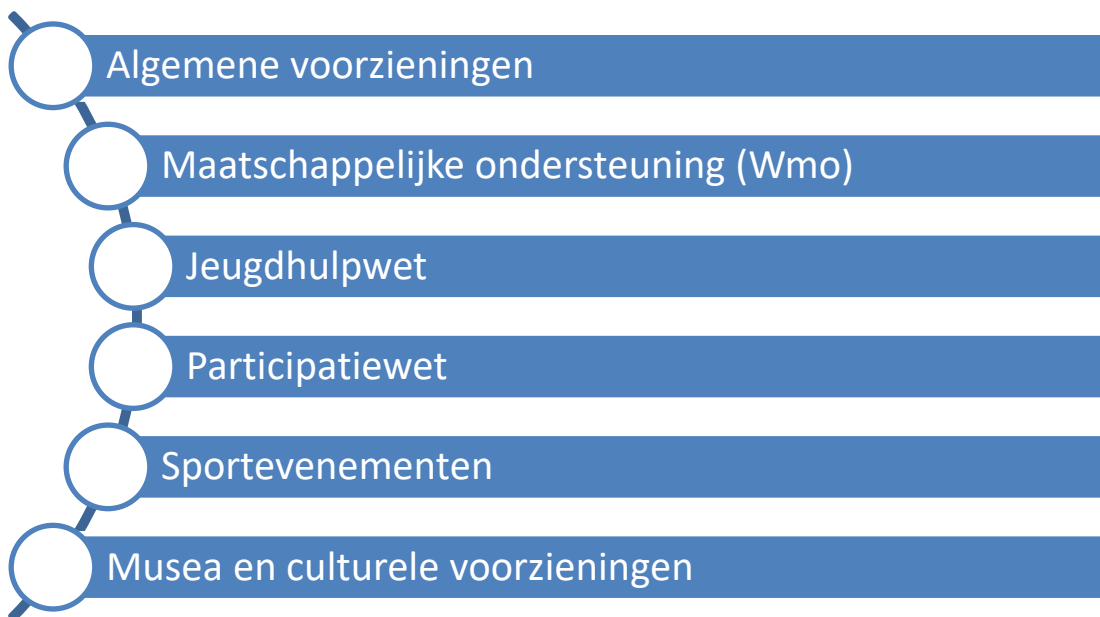 Algemene voorzieningen
Maatschappelijke ondersteuning (Wmo)
Jeugdhulpwet
Participatiewet
Sportevenementen
Musea en culturele voorzieningen